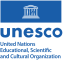 unesco
United Nations
Educational, Scientific
and Cultural Organization